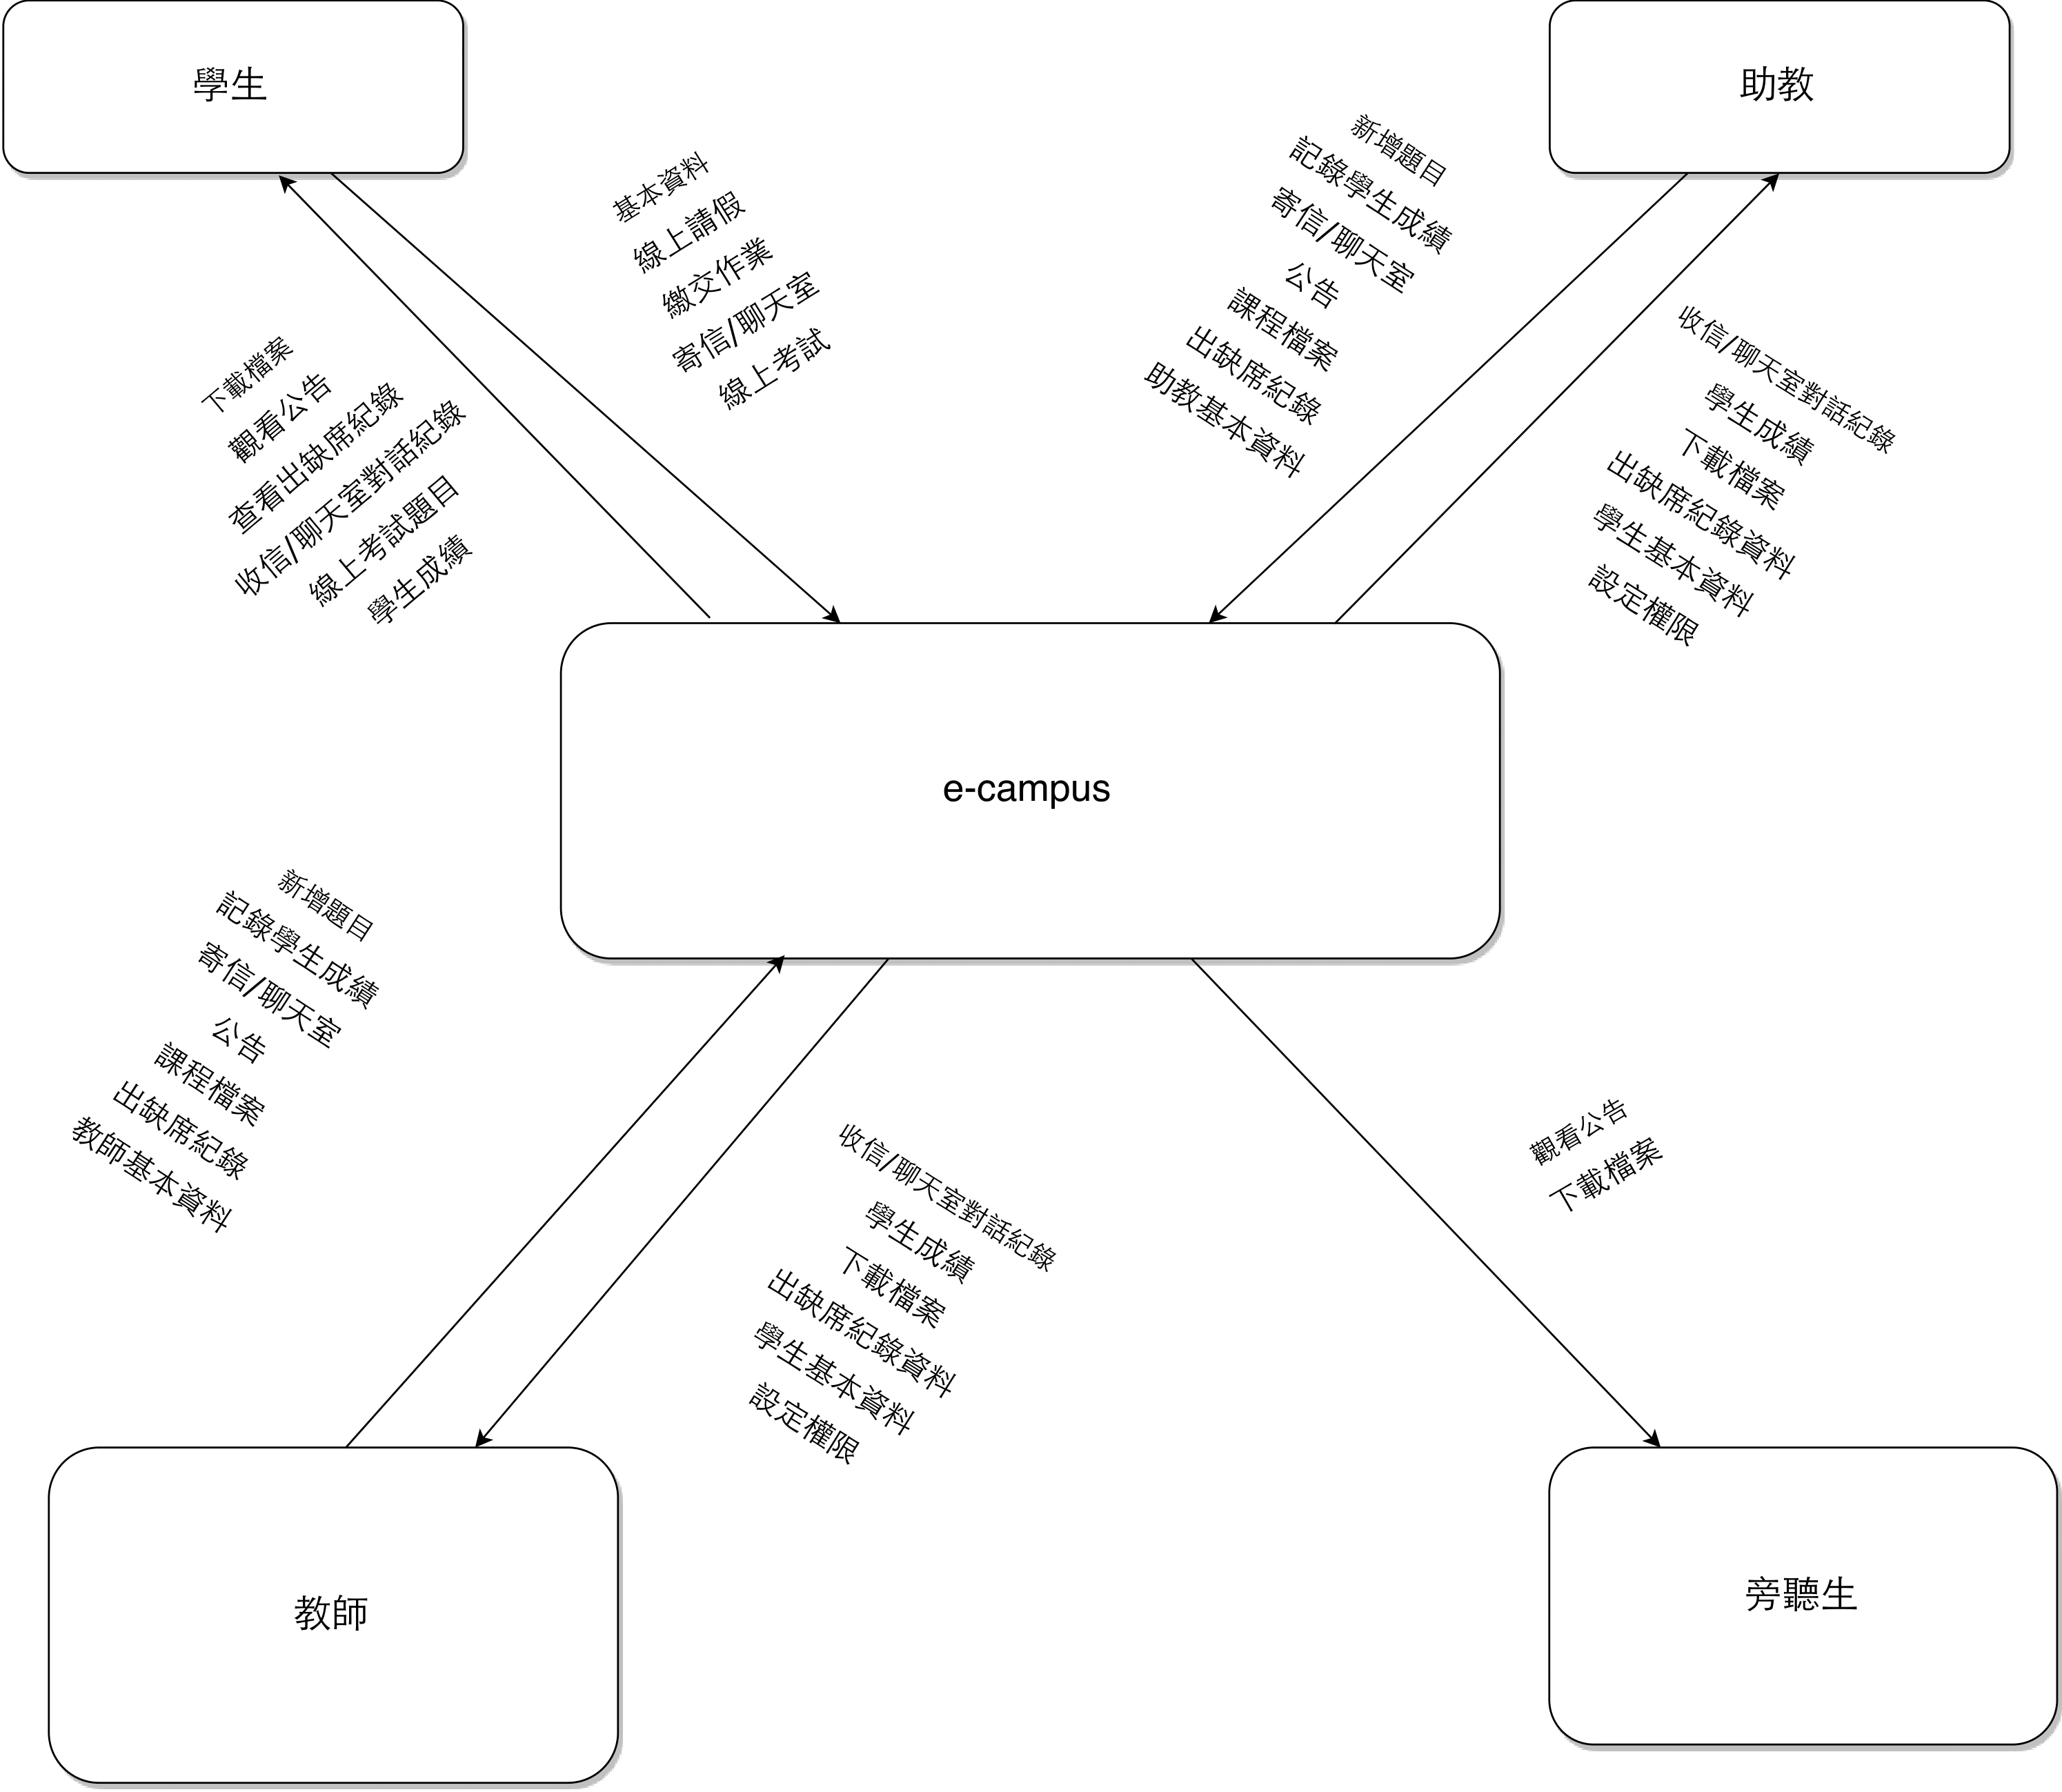 學生
助教
基本資料
線上請假
繳交作業
寄信/聊天室
線上考試
新增題目
記錄學生成績
寄信/聊天室
公告
課程檔案
出缺席紀錄
助教基本資料
下載檔案
觀看公告
查看出缺席紀錄
收信/聊天室對話紀錄
線上考試題目
學生成績
收信/聊天室對話紀錄
學生成績
下載檔案
出缺席紀錄資料
學生基本資料
設定權限
e-campus
新增題目
記錄學生成績
寄信/聊天室
公告
課程檔案
出缺席紀錄
教師基本資料
收信/聊天室對話紀錄
學生成績
下載檔案
出缺席紀錄資料
學生基本資料
設定權限
觀看公告
下載檔案
教師
旁聽生